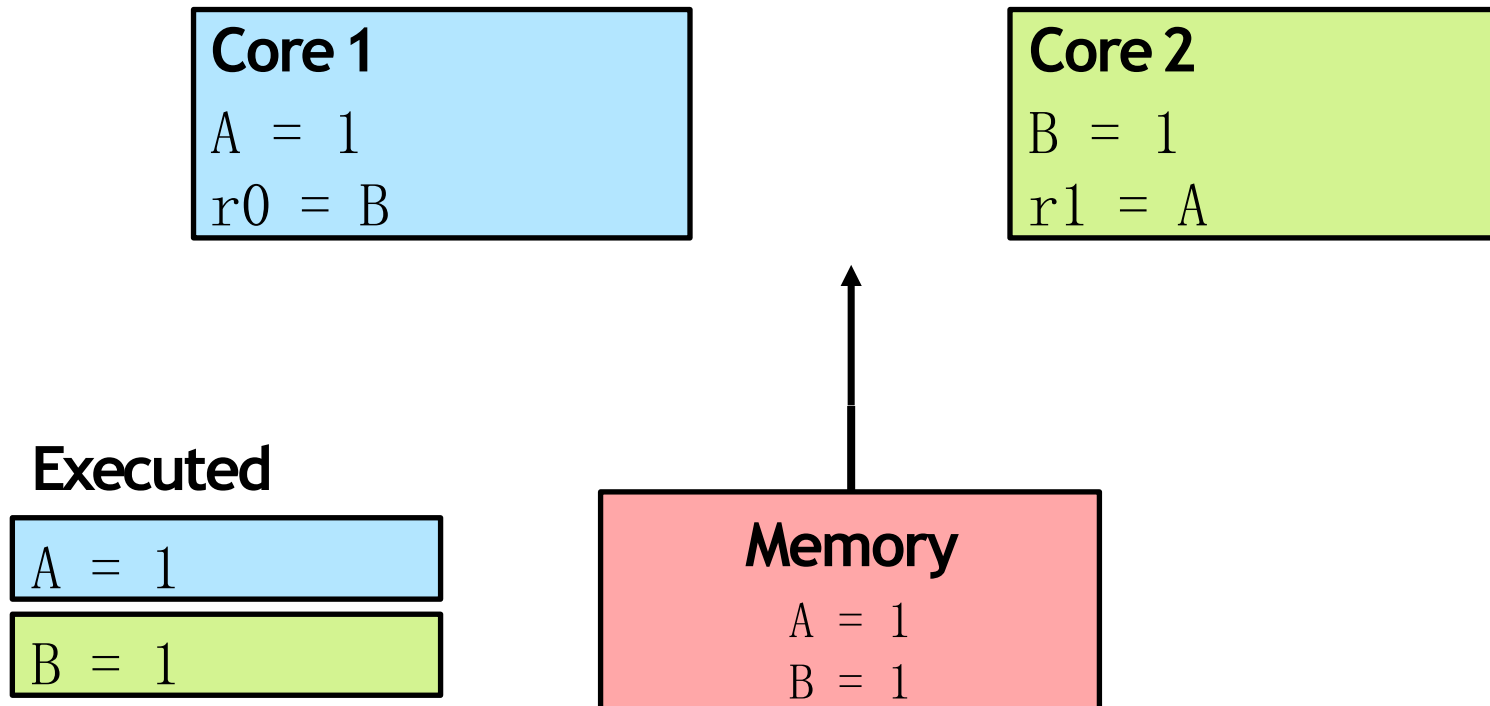 Core 1
A = 1
r0 = B
Core 2
B = 1
r1 = A
Executed
A = 1
B = 1
Memory
A = 1
B = 1